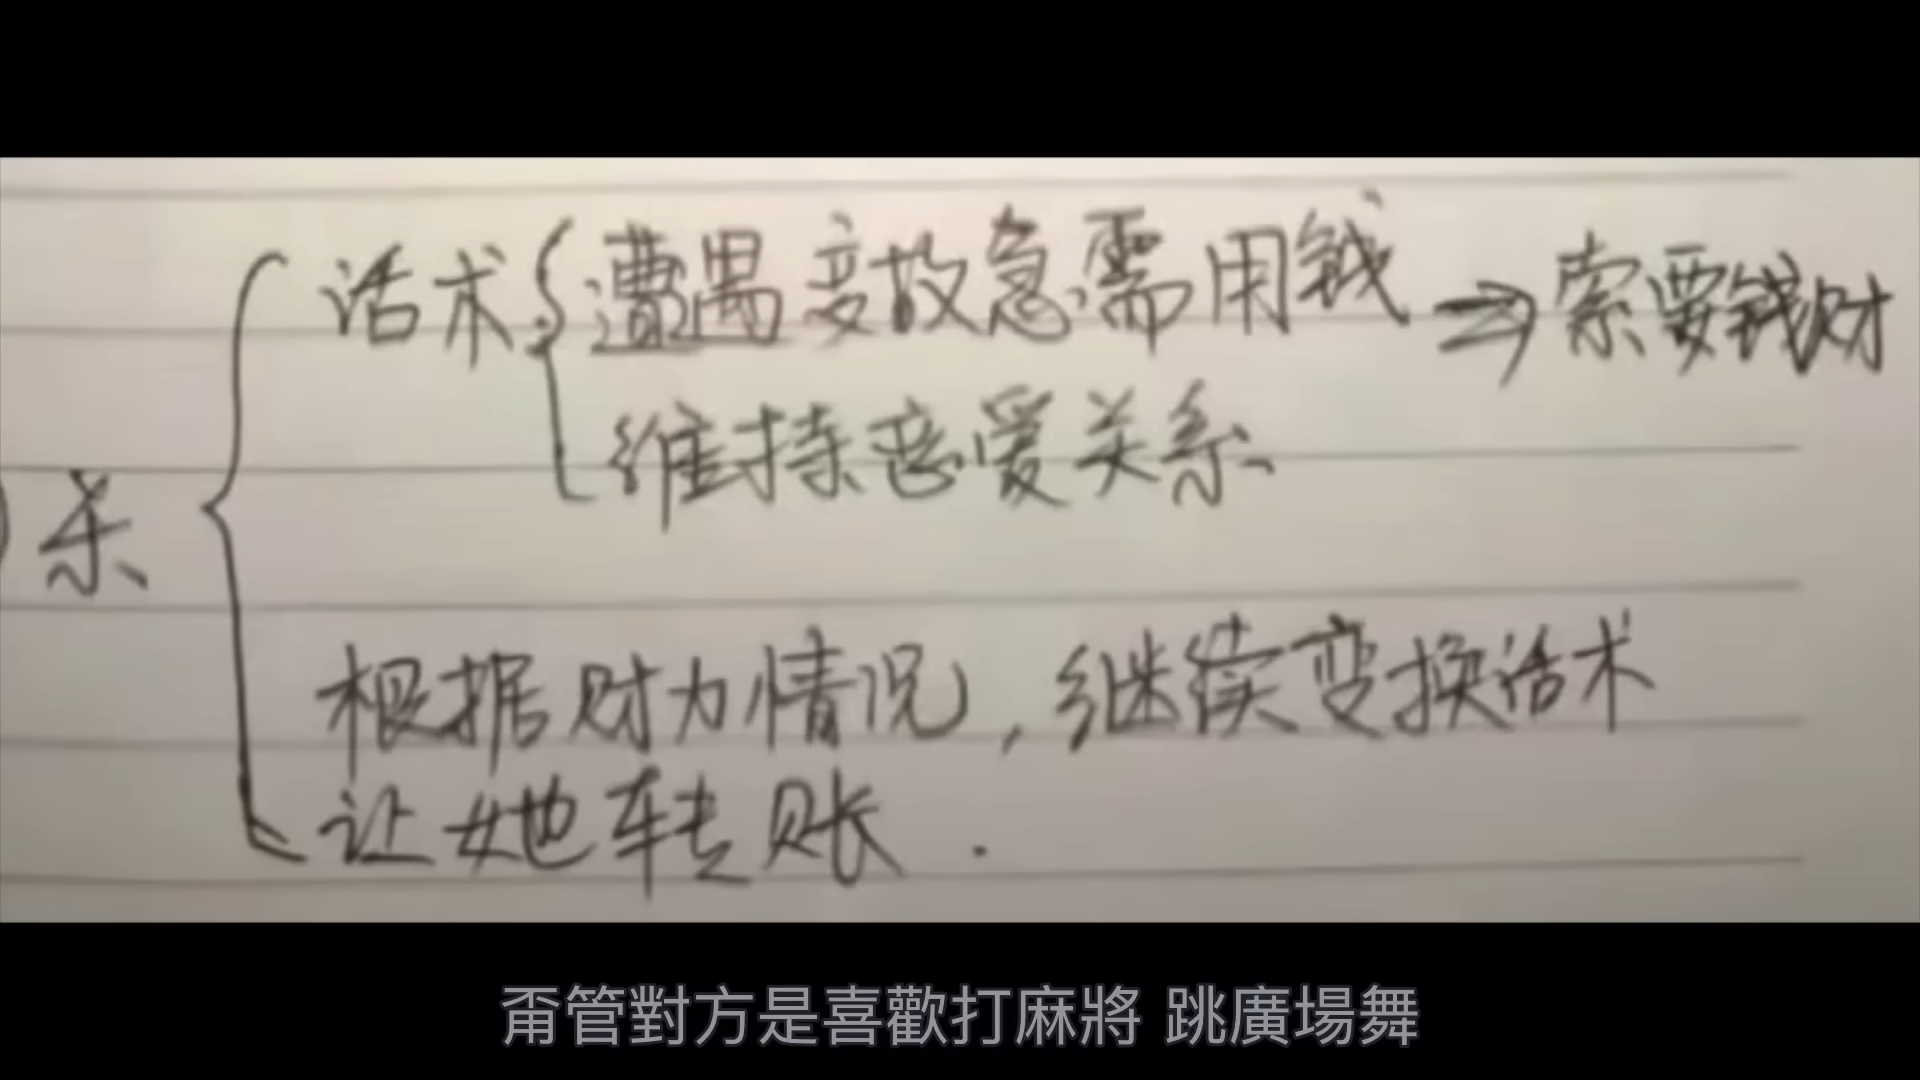 话术 遭遇变故急需用钱 ⇒ 索要钱财
维持恋爱关系
杀
根据财力情况，继续变换话术
让她转账.
甭管對方是喜歡打麻將 跳廣場舞